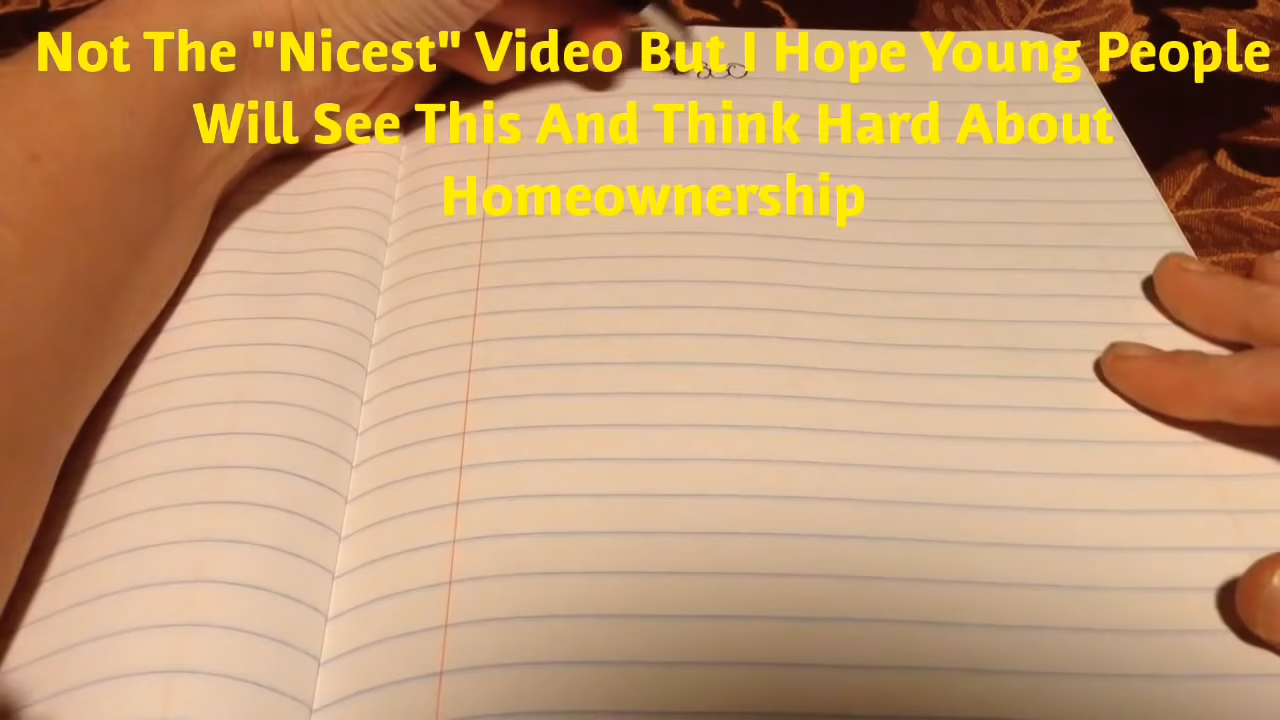 Not The "Nicest" Video But I Hope Young People
Will See This And Think Hard About
Homeownership